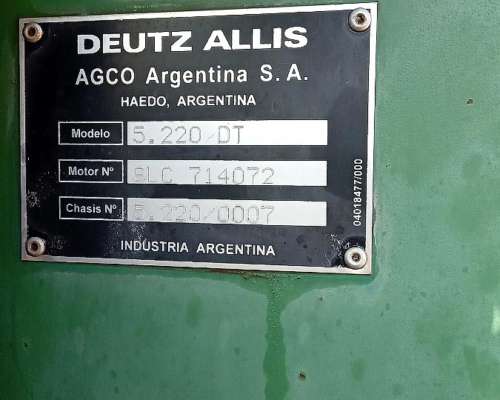 DEUTZ ALLIS
AGCO Argentina S. A.
HAEDO, ARGENTINA
Modelo 5.220/DT
Motor Nº 714072
Chasis Nº 5.220/0007
INDUSTRIA ARGENTINA
04018477/000